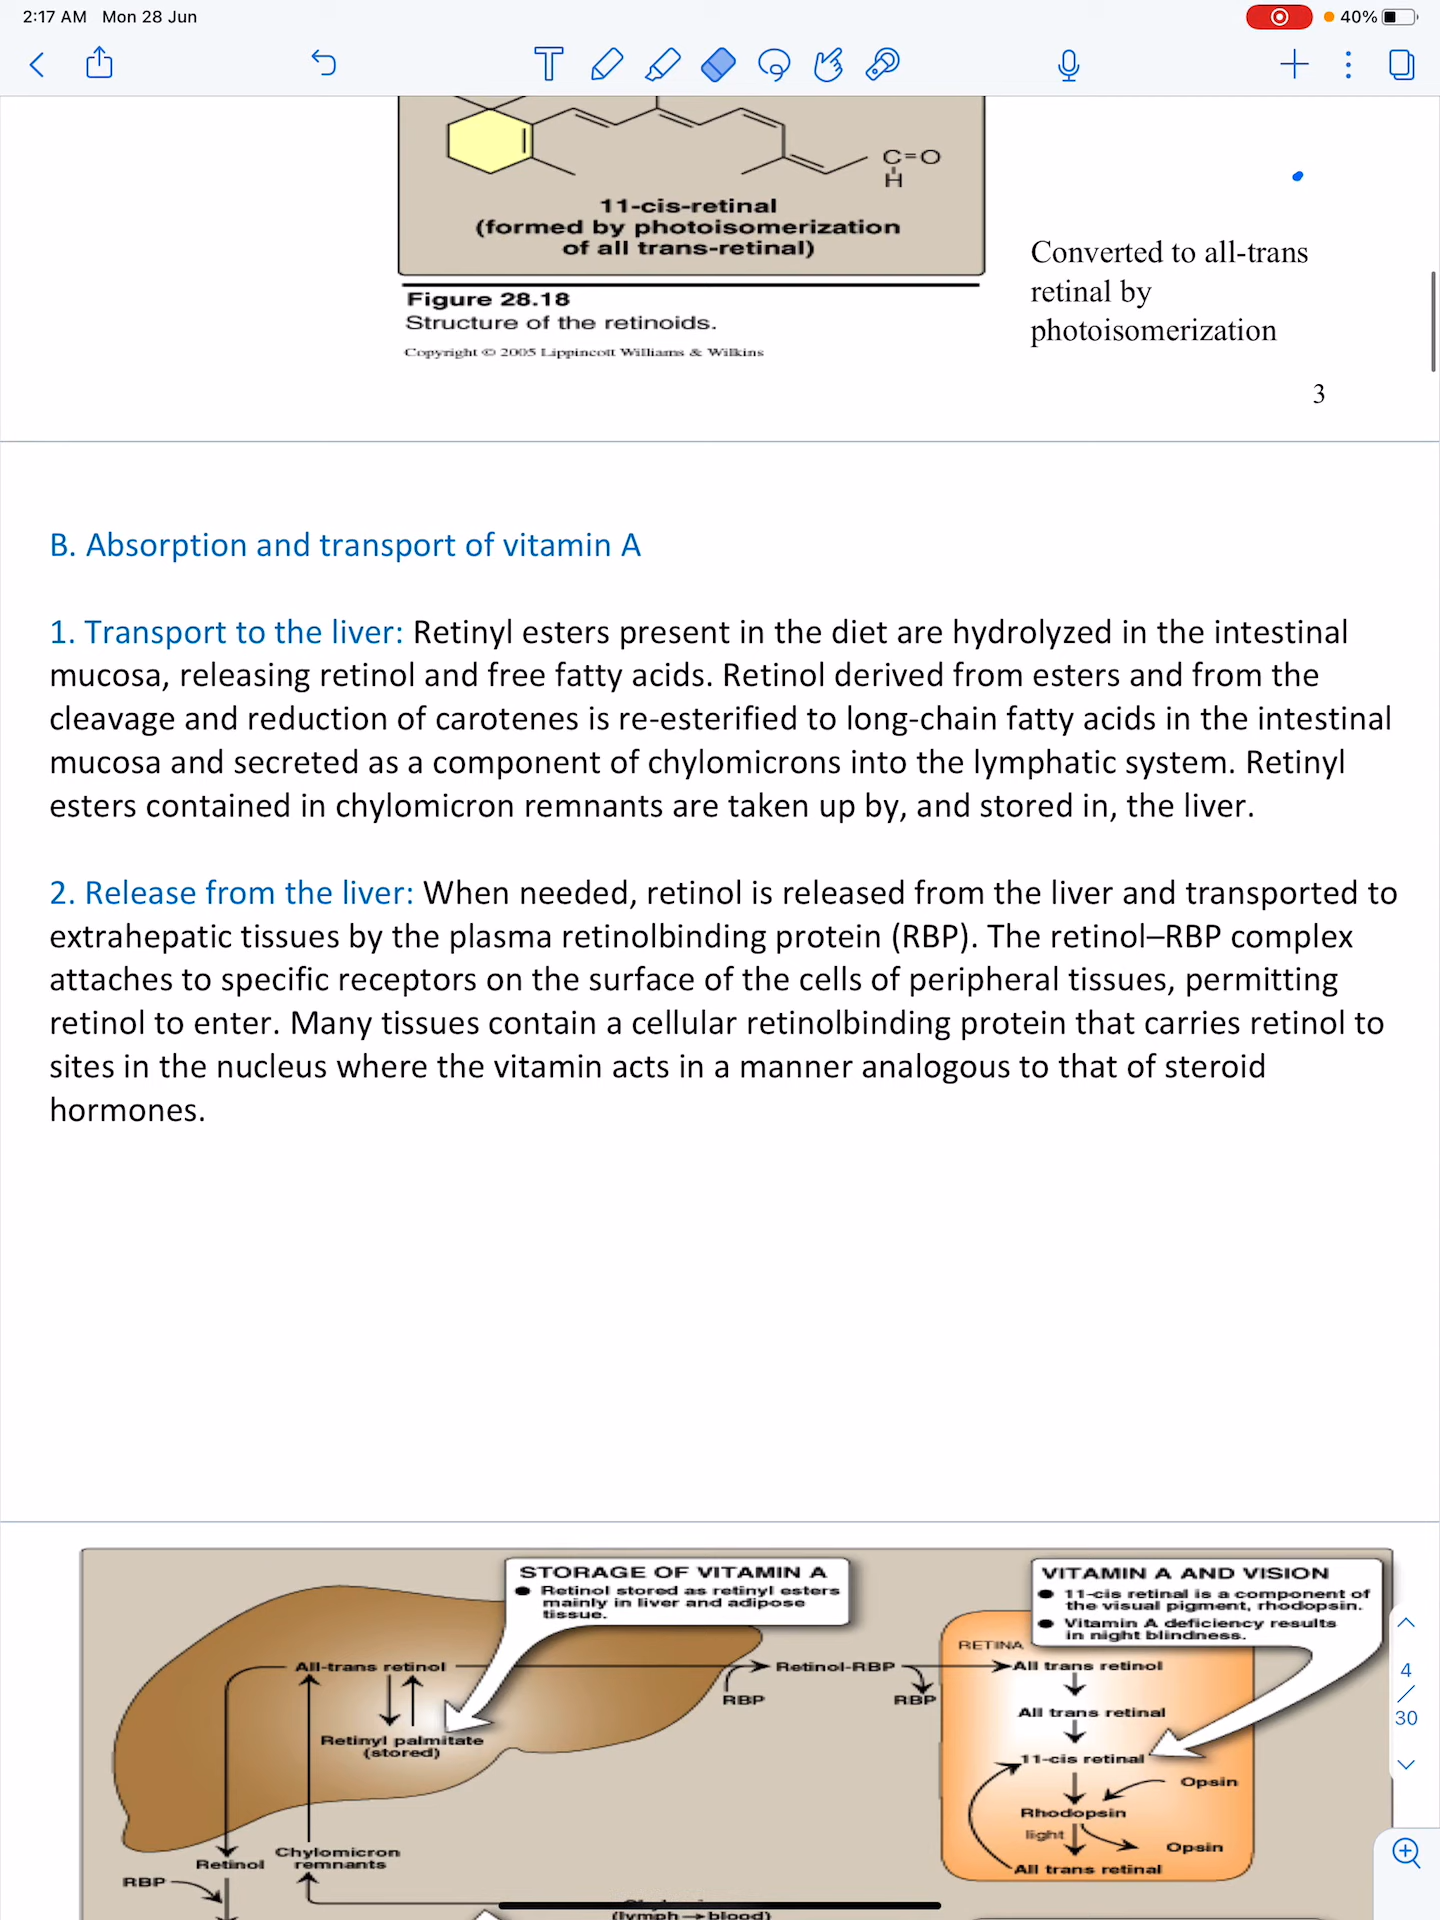 2:17 AM Mon 28 Jun
40%
C=O
H
11-cis-retinal
(formed by photoisomerization
of all trans-retinal)
Figure 28.18
Structure of the retinoids.
Copyright © 2005 Lippincott Williams & Wilkins
Converted to all-trans
retinal by
photoisomerization
3
B. Absorption and transport of vitamin A
1. Transport to the liver: Retinyl esters present in the diet are hydrolyzed in the intestinal
mucosa, releasing retinol and free fatty acids. Retinol derived from esters and from the
cleavage and reduction of carotenes is re-esterified to long-chain fatty acids in the intestinal
mucosa and secreted as a component of chylomicrons into the lymphatic system. Retinyl
esters contained in chylomicron remnants are taken up by, and stored in, the liver.
2. Release from the liver: When needed, retinol is released from the liver and transported to
extrahepatic tissues by the plasma retinolbinding protein (RBP). The retinol–RBP complex
attaches to specific receptors on the surface of the cells of peripheral tissues, permitting
retinol to enter. Many tissues contain a cellular retinolbinding protein that carries retinol to
sites in the nucleus where the vitamin acts in a manner analogous to that of steroid
hormones.
STORAGE OF VITAMIN A
● Retinol stored as retinyl esters
mainly in liver and adipose
tissue.
VITAMIN A AND VISION
● 11-cis retinal is a component of
the visual pigment, rhodopsin.
● Vitamin A deficiency results
in night blindness.
RETINA
All-trans retinol
Retinol-RBP
All trans retinol
RBP
RBP
All trans retinal
Retinyl palmitate
(stored)
11-cis retinal
Opsin
Rhodopsin
light
Opsin
All trans retinal
Chylomicron
remnants
Retinol
RBP
(lymph→blood)
4
/
30